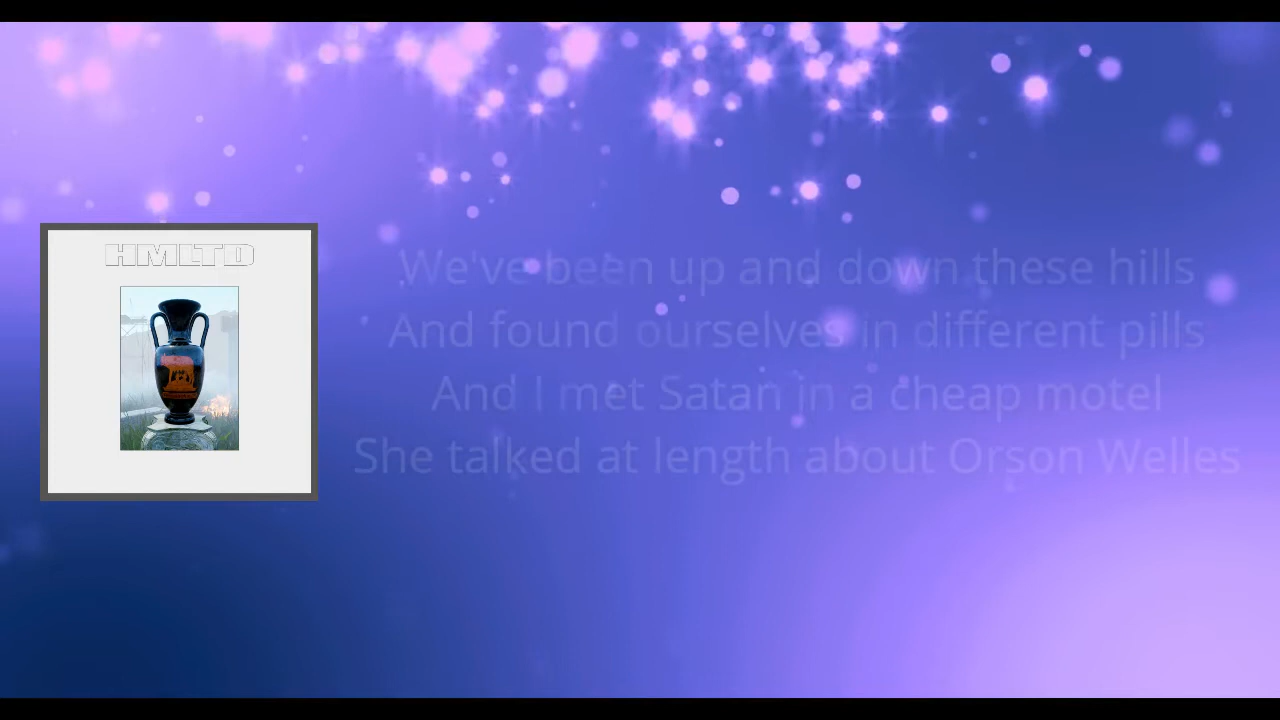 HMLTD
We've been up and down these hills
And found ourselves in different pills
And I met Satan in a cheap motel
She talked at length about Orson Welles